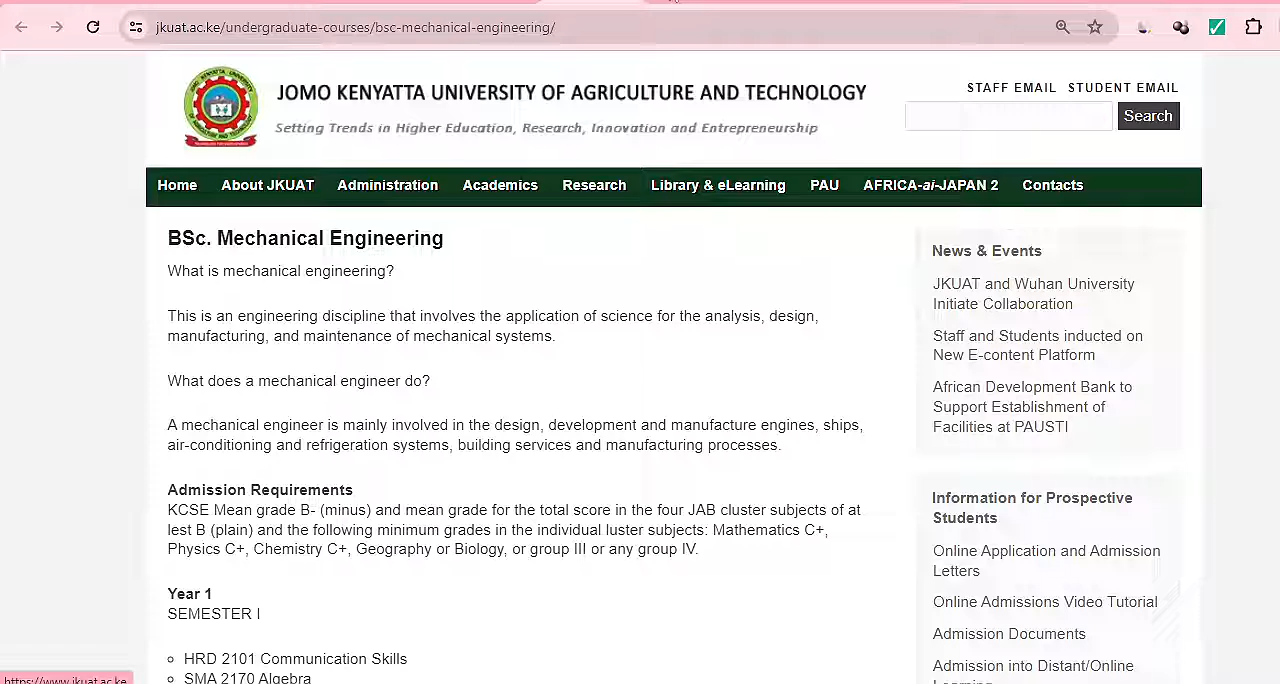 jkuat.ac.ke/undergraduate-courses/bsc-mechanical-engineering/
JOMO KENYATTA UNIVERSITY OF AGRICULTURE AND TECHNOLOGY
Setting Trends in Higher Education, Research, Innovation and Entrepreneurship
STAFF EMAIL STUDENT EMAIL
Search
Home About JKUAT Administration Academics Research Library & eLearning PAU AFRICA-ai-JAPAN 2 Contacts
BSc. Mechanical Engineering
What is mechanical engineering?
This is an engineering discipline that involves the application of science for the analysis, design,
manufacturing, and maintenance of mechanical systems.
What does a mechanical engineer do?
A mechanical engineer is mainly involved in the design, development and manufacture engines, ships,
air-conditioning and refrigeration systems, building services and manufacturing processes.
Admission Requirements
KCSE Mean grade B- (minus) and mean grade for the total score in the four JAB cluster subjects of at
lest B (plain) and the following minimum grades in the individual luster subjects: Mathematics C+,
Physics C+, Chemistry C+, Geography or Biology, or group III or any group IV.
Year 1
SEMESTER I
HRD 2101 Communication Skills
SMA 2170 Algebra
News & Events
JKUAT and Wuhan University
Initiate Collaboration
Staff and Students inducted on
New E-content Platform
African Development Bank to
Support Establishment of
Facilities at PAUSTI
Information for Prospective
Students
Online Application and Admission
Letters
Online Admissions Video Tutorial
Admission Documents
Admission into Distant/Online
Learning
https://www.jkuat.ac.ke